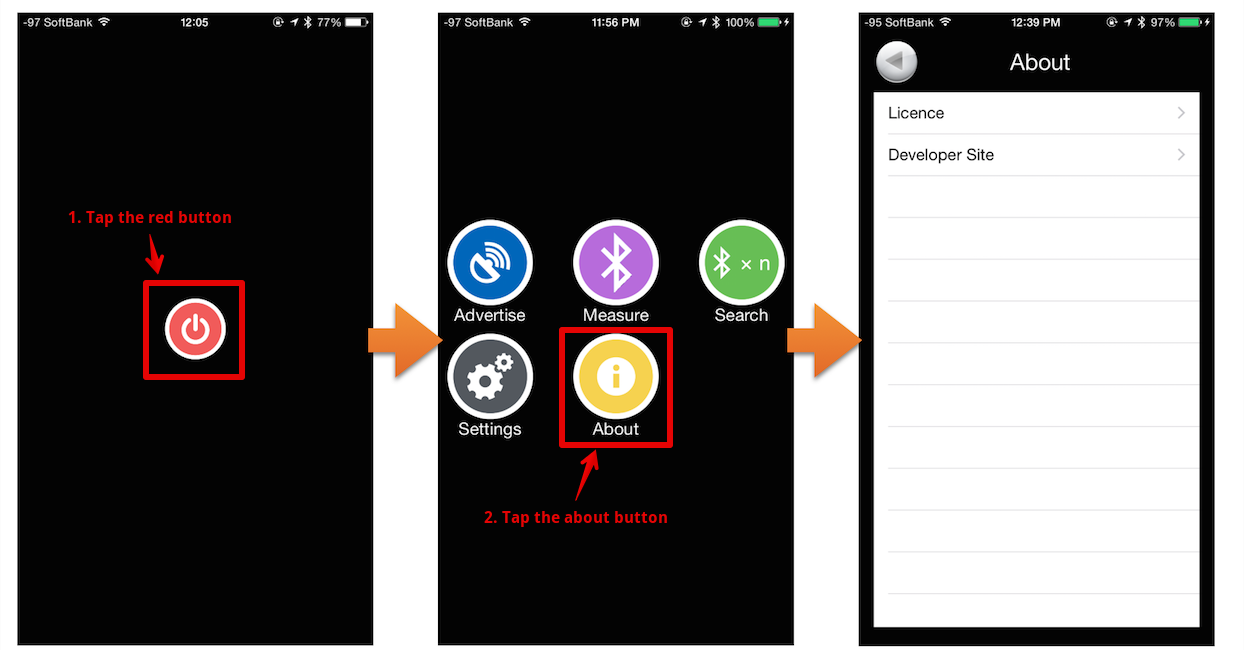 -97 SoftBank 12:05 77%
1. Tap the red button
-97 SoftBank 11:56 PM 100%
Advertise Measure × n Search
Settings About
2. Tap the about button
-95 SoftBank 12:39 PM 97%
About
Licence
Developer Site